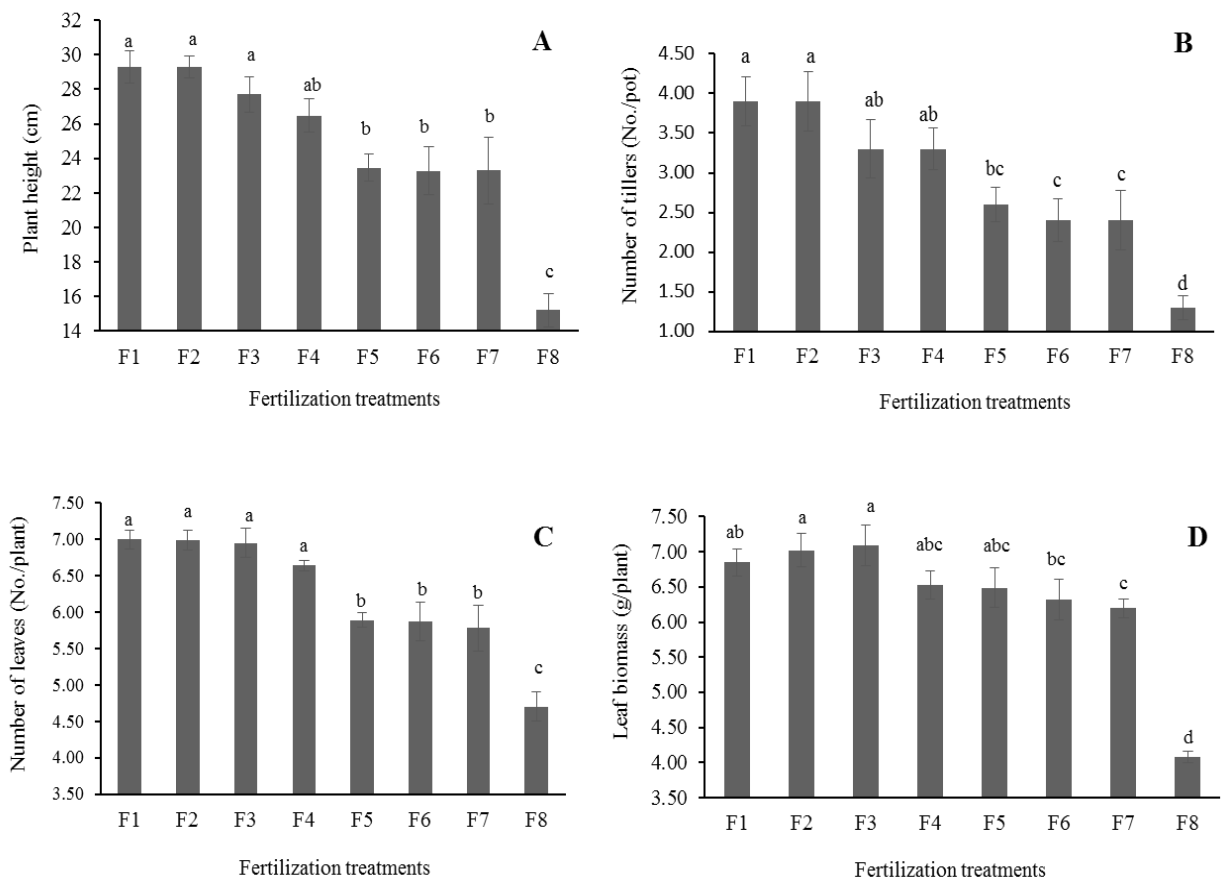 A
Plant height (cm)
32
30
28
26
24
22
20
18
16
14
a a a ab b b b c
F1 F2 F3 F4 F5 F6 F7 F8
Fertilization treatments
B
Number of tillers (No./pot)
4.50
4.00
3.50
3.00
2.50
2.00
1.50
1.00
a a ab ab bc c c d
F1 F2 F3 F4 F5 F6 F7 F8
Fertilization treatments
C
Number of leaves (No./plant)
7.50
7.00
6.50
6.00
5.50
5.00
4.50
4.00
3.50
a a a a b b b c
F1 F2 F3 F4 F5 F6 F7 F8
Fertilization treatments
D
Leaf biomass (g/plant)
7.50
7.00
6.50
6.00
5.50
5.00
4.50
4.00
3.50
ab a a abc abc bc c d
F1 F2 F3 F4 F5 F6 F7 F8
Fertilization treatments